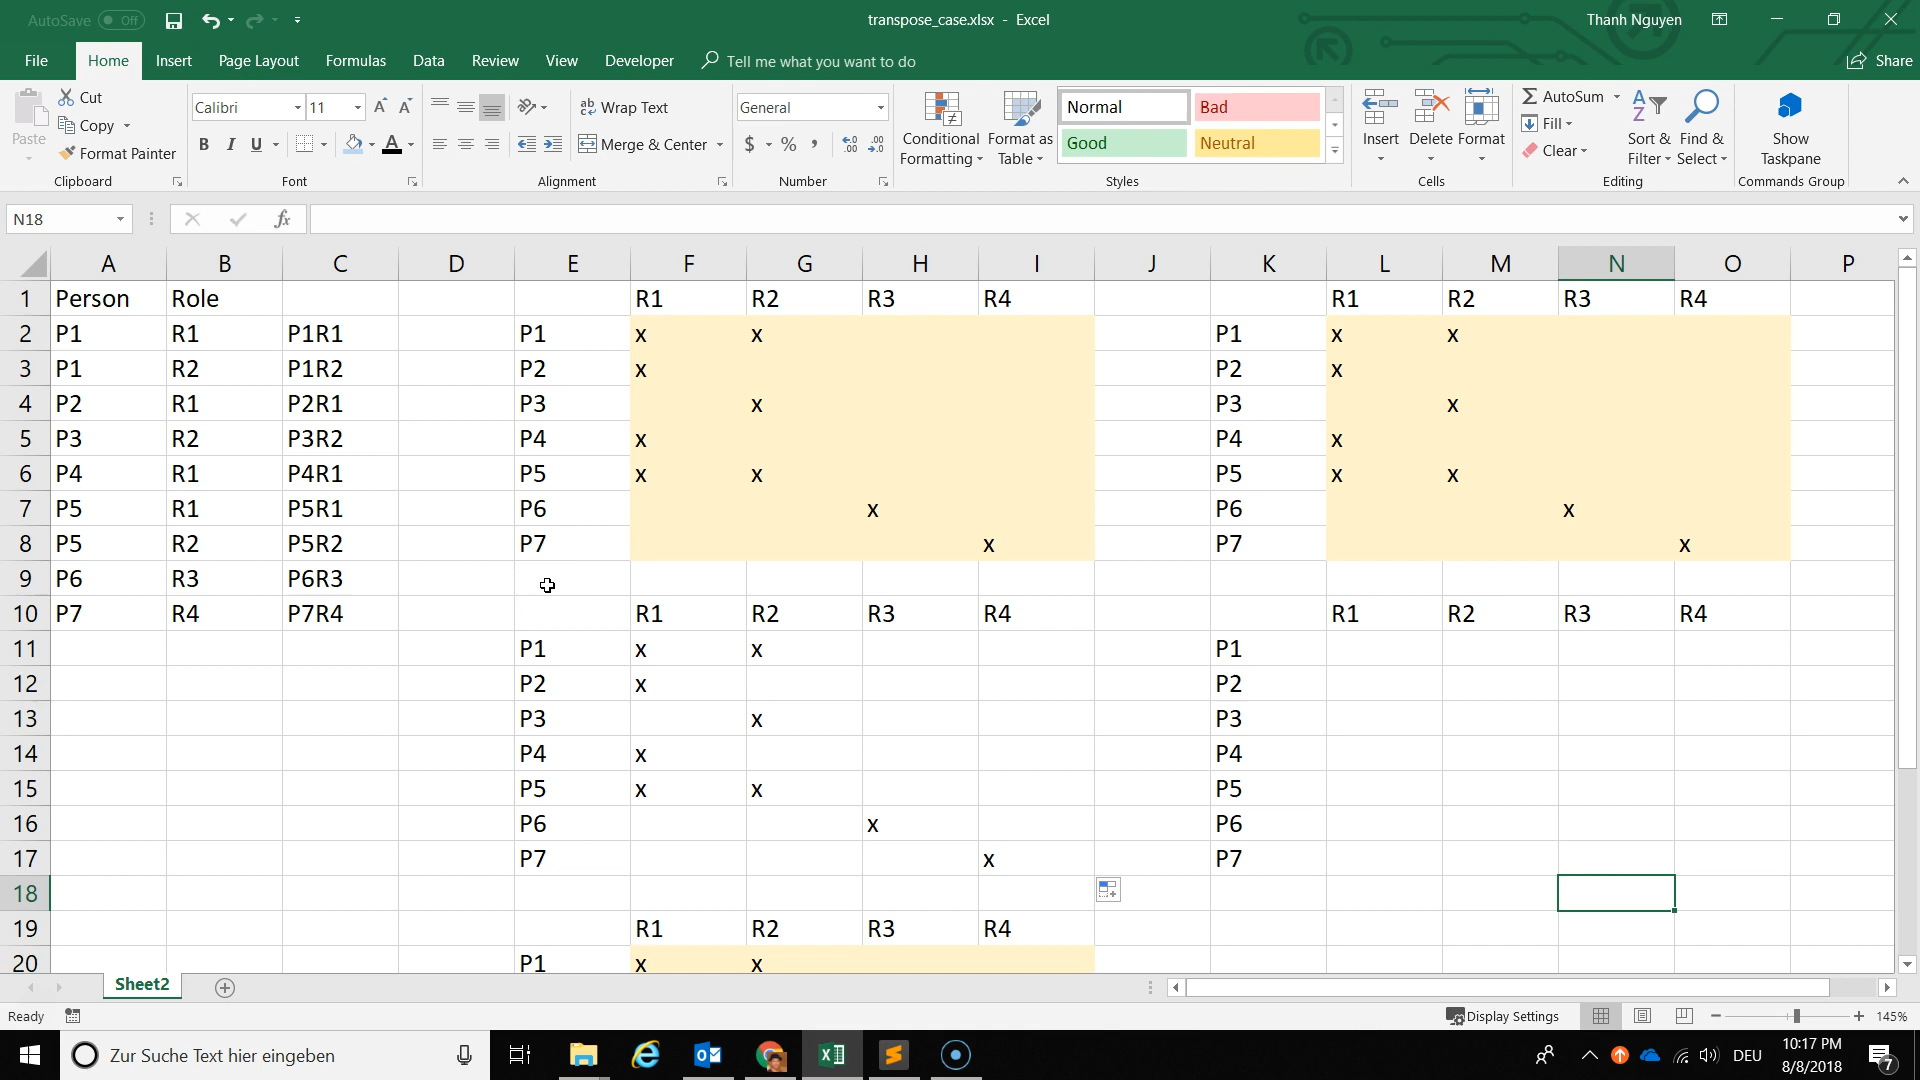 AutoSave Off transpose_case.xlsx - Excel Thanh Nguyen
File Home Insert Page Layout Formulas Data Review View Developer Tell me what you want to do Share
Paste Cut Copy Format Painter Clipboard
Calibri 11 B I U A Font
Wrap Text Merge & Center Alignment
General $ % , Number
Conditional Formatting Format as Table Normal Bad Good Neutral Styles
Insert Delete Format Cells
AutoSum Fill Clear Sort & Filter Find & Select Editing
Show Taskpane Commands Group
N18 fx
A B C D E F G H I J K L M N O P
1 Person Role R1 R2 R3 R4 R1 R2 R3 R4
2 P1 R1 P1R1 P1 x x P1 x x
3 P1 R2 P1R2 P2 x P2 x
4 P2 R1 P2R1 P3 x P3 x
5 P3 R2 P3R2 P4 x P4 x
6 P4 R1 P4R1 P5 x x P5 x x
7 P5 R1 P5R1 P6 x P6 x
8 P5 R2 P5R2 P7 x P7 x
9 P6 R3 P6R3
10 P7 R4 P7R4 R1 R2 R3 R4 R1 R2 R3 R4
11 P1 x x P1
12 P2 x P2
13 P3 x P3
14 P4 x P4
15 P5 x x P5
16 P6 x P6
17 P7 x P7
18
19 R1 R2 R3 R4
20 P1 x x
Sheet2
Ready Display Settings 145%
Zur Suche Text hier eingeben DEU 10:17 PM
8/8/2018 7